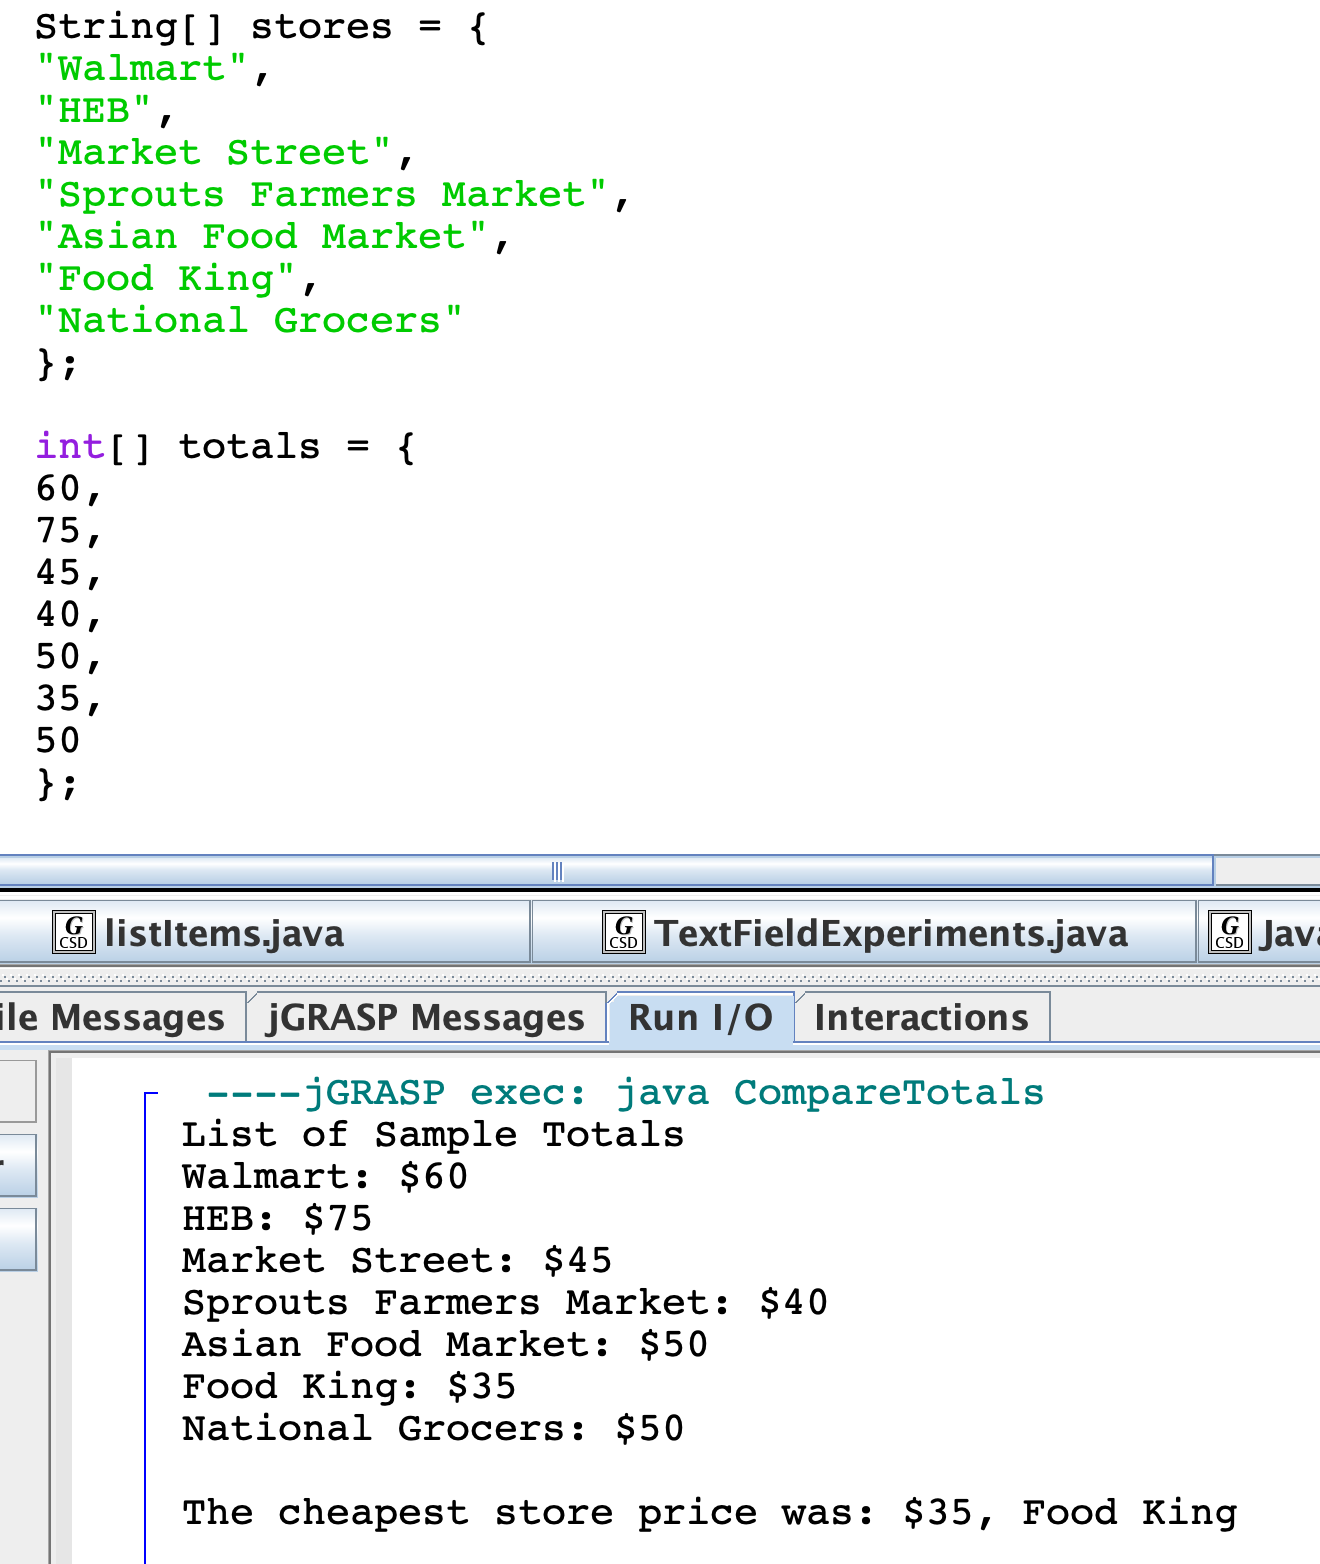 String[] stores = {
"Walmart",
"HEB",
"Market Street",
"Sprouts Farmers Market",
"Asian Food Market",
"Food King",
"National Grocers"
};
int[] totals = {
60,
75,
45,
40,
50,
35,
50
};
G CSD listItems.java G CSD TextFieldExperiments.java G CSD Java
ile Messages jGRASP Messages Run I/O Interactions
----jGRASP exec: java CompareTotals
List of Sample Totals
Walmart: $60
HEB: $75
Market Street: $45
Sprouts Farmers Market: $40
Asian Food Market: $50
Food King: $35
National Grocers: $50
The cheapest store price was: $35, Food King